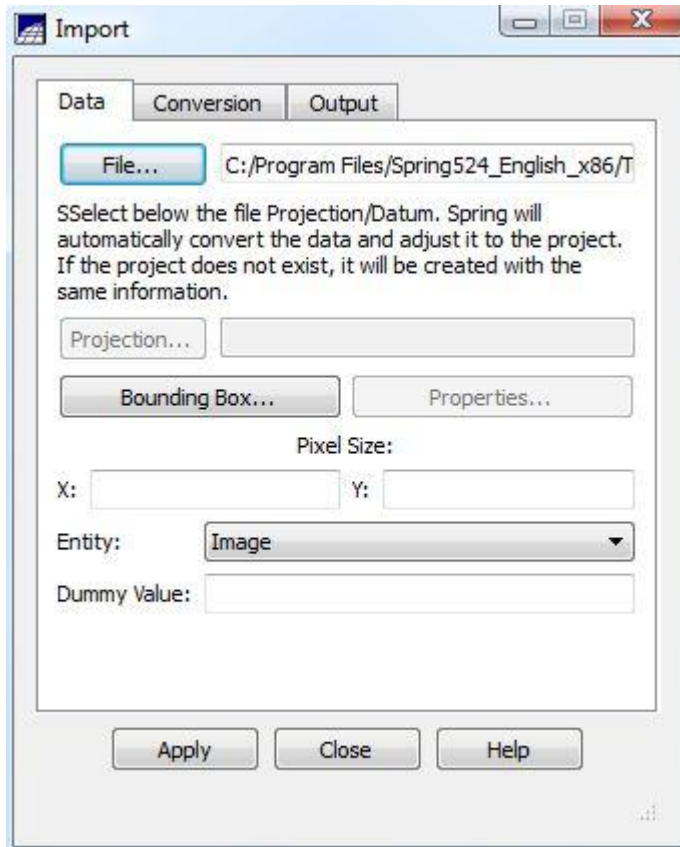 Import
Data Conversion Output
File... C:/Program Files/Spring524_English_x86/T
SSelect below the file Projection/Datum. Spring will
automatically convert the data and adjust it to the project.
If the project does not exist, it will be created with the
same information.
Projection...
Bounding Box... Properties...
Pixel Size:
X: Y:
Entity: Image
Dummy Value:
Apply Close Help